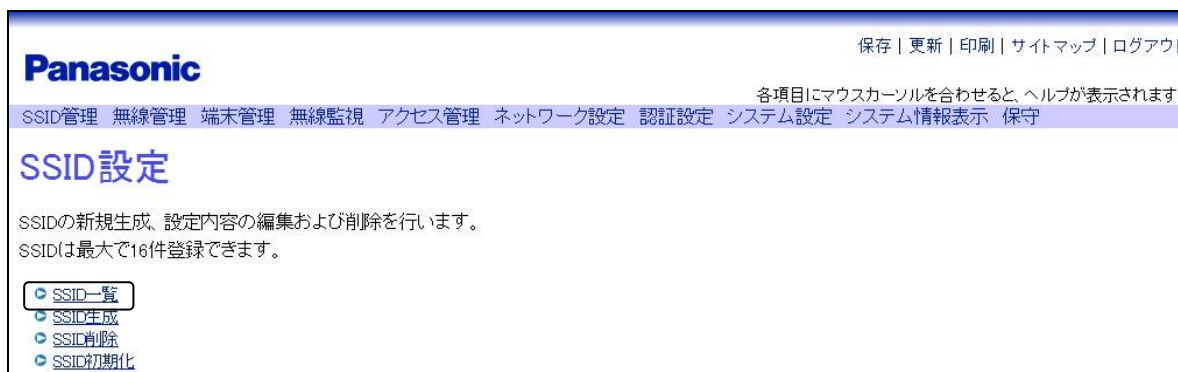 保存 | 更新 | 印刷 | サイトマップ | ログアウト
Panasonic
各項目にマウスカーソルを合わせると、ヘルプが表示されます
SSID管理 無線管理 端末管理 無線監視 アクセス管理 ネットワーク設定 認証設定 システム設定 システム情報表示 保守
SSID設定
SSIDの新規生成、設定内容の編集および削除を行います。
SSIDは最大で16件登録できます。
SSID一覧
SSID生成
SSID削除
SSID初期化